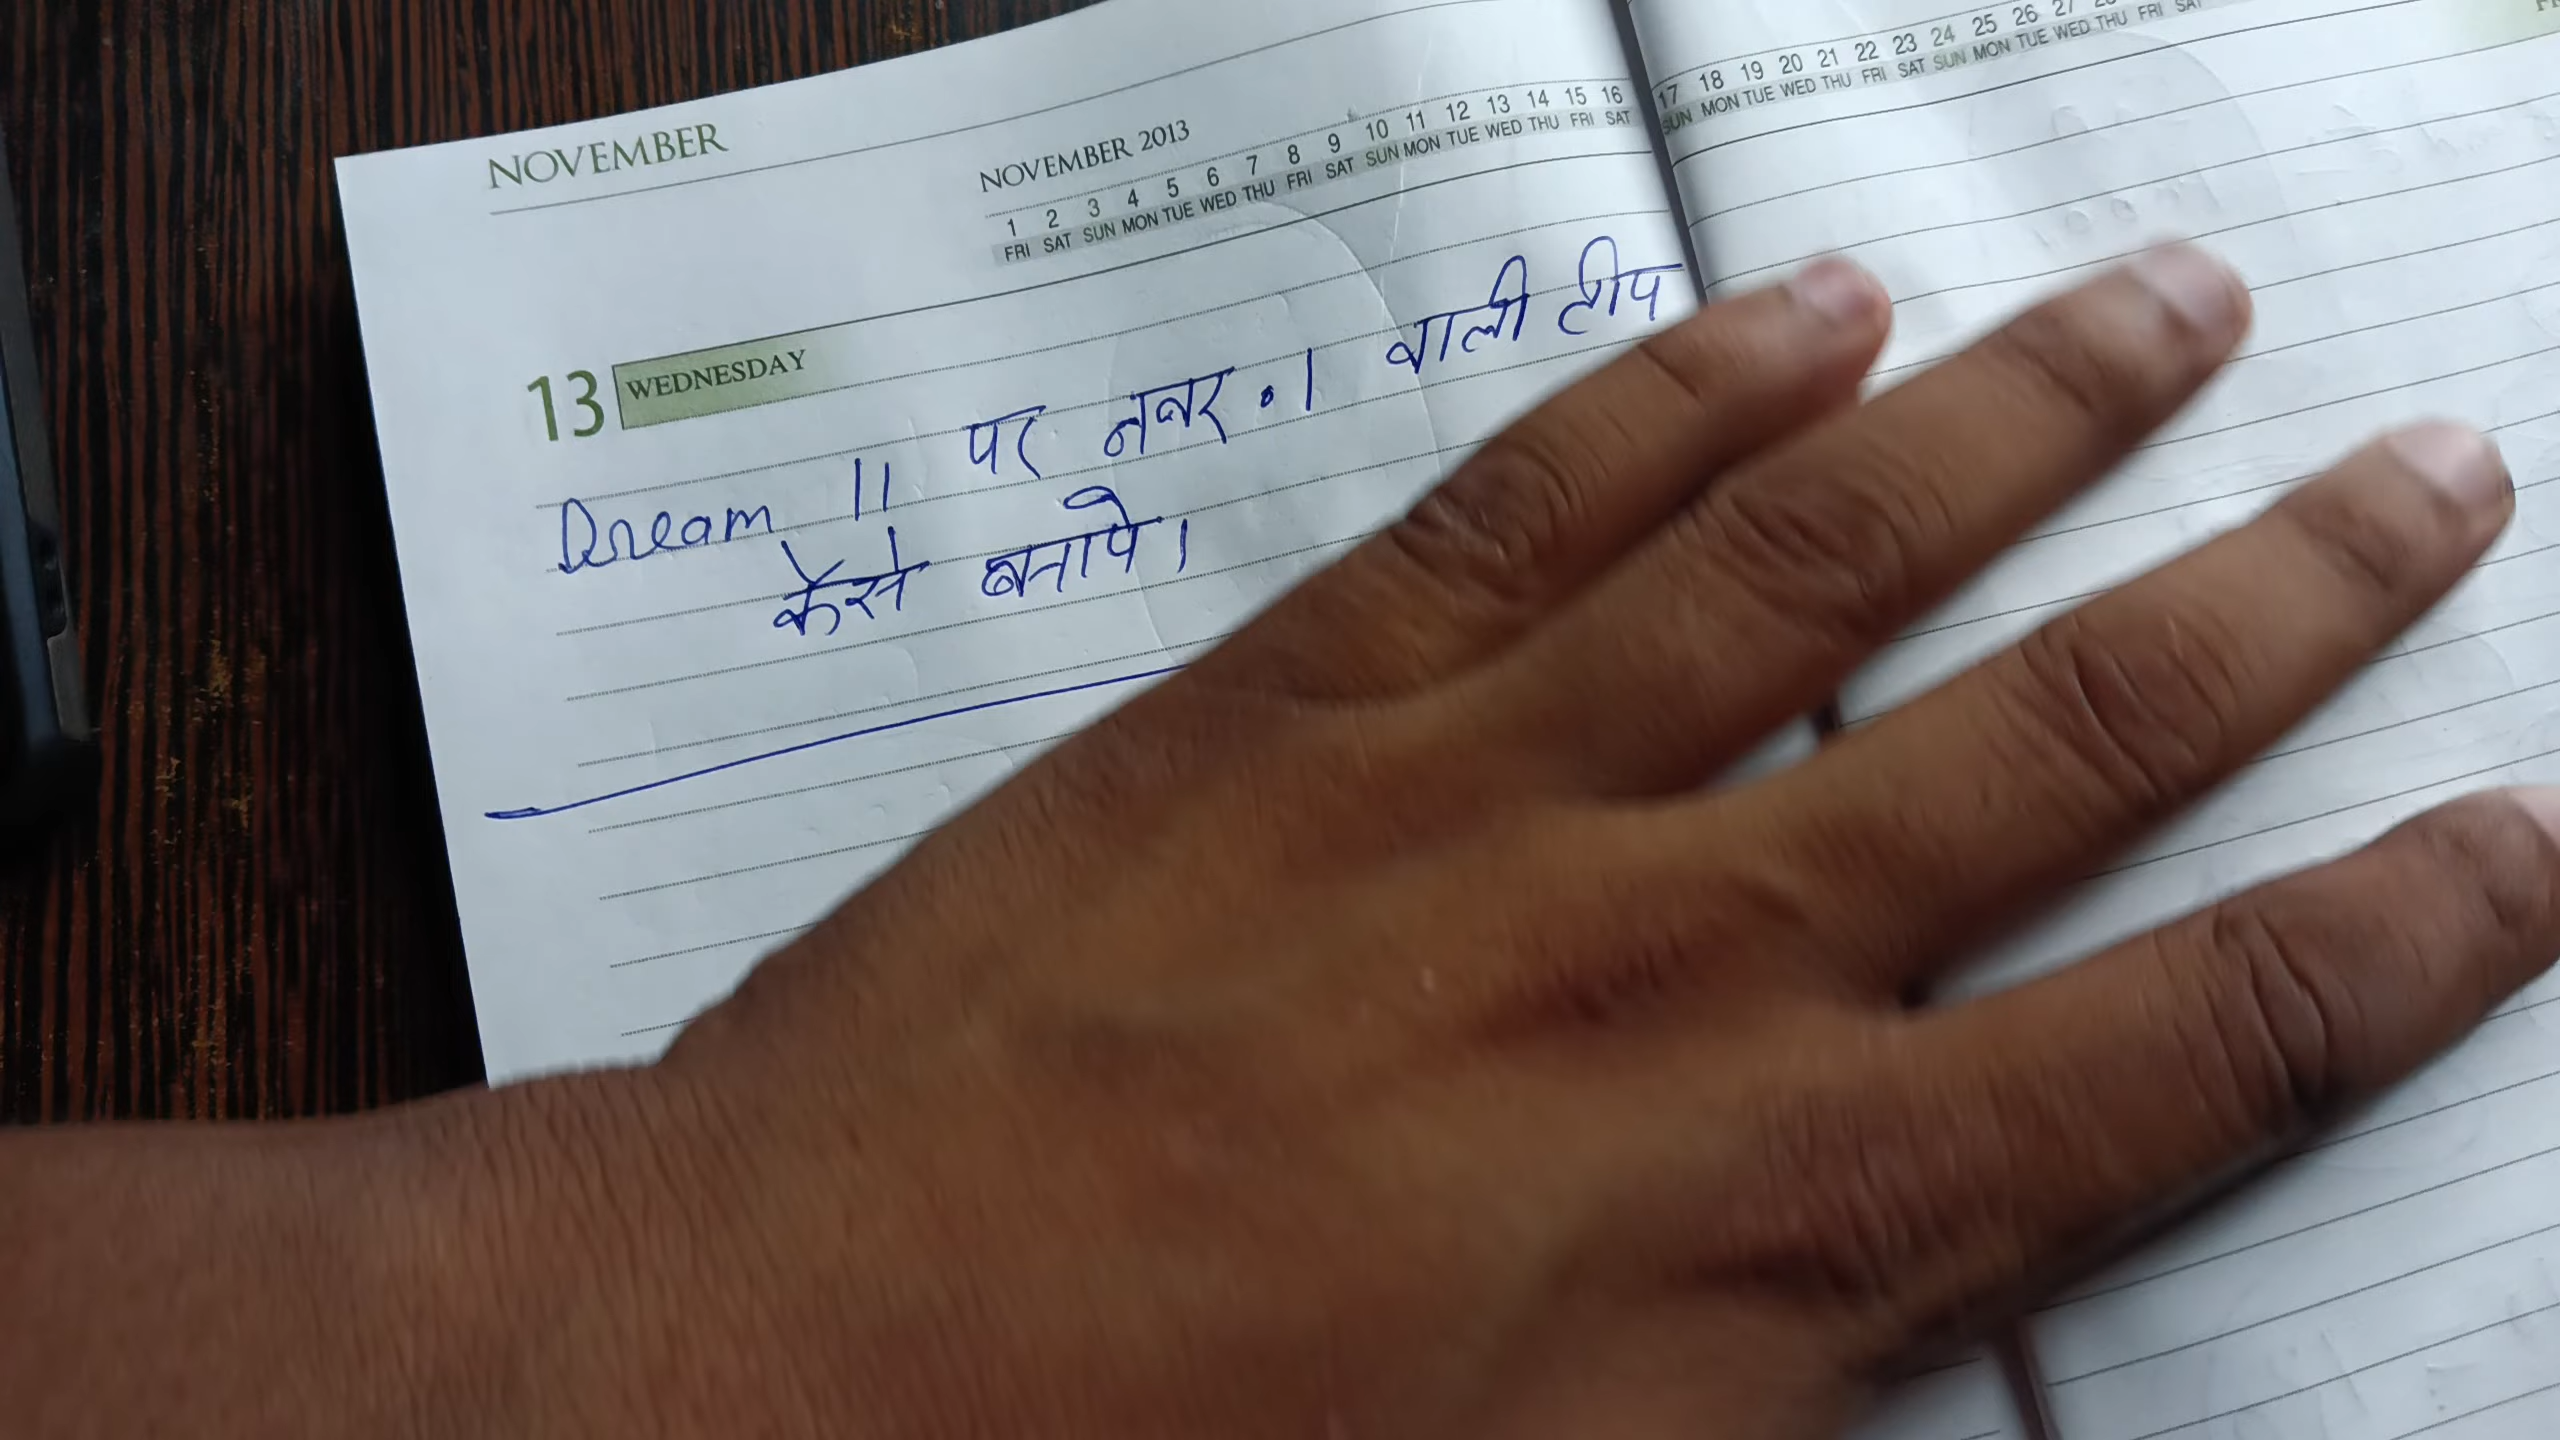 NOVEMBER
NOVEMBER 2013
1 2 3 4 5 6 7 8 9 10 11 12 13 14 15 16
FRI SAT SUN MON TUE WED THU FRI SAT SUN MON TUE WED THU FRI SAT
13 WEDNESDAY
Dream 11 पर नंबर .1 वाली टीप
कैसे बनाये।
17 18 19 20 21 22 23 24 25 26 27
SUN MON TUE WED THU FRI SAT SUN MON TUE WED THU FRI SAT